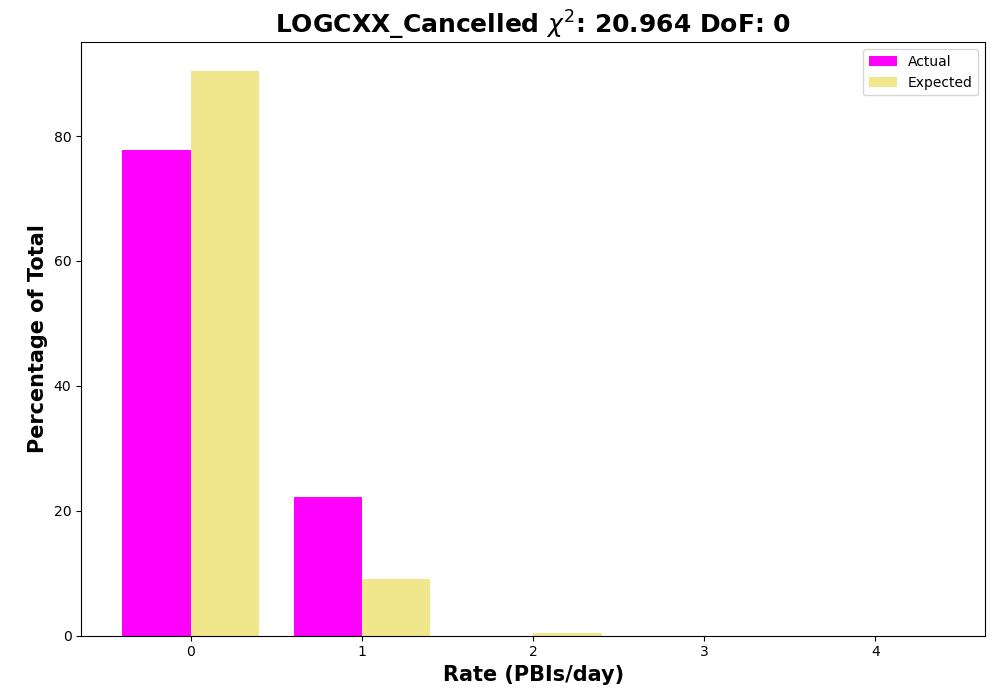 LOGCXX_Cancelled χ²: 20.964 DoF: 0
Actual
Expected
Percentage of Total
80
60
40
20
0
0 1 2 3 4
Rate (PBIs/day)